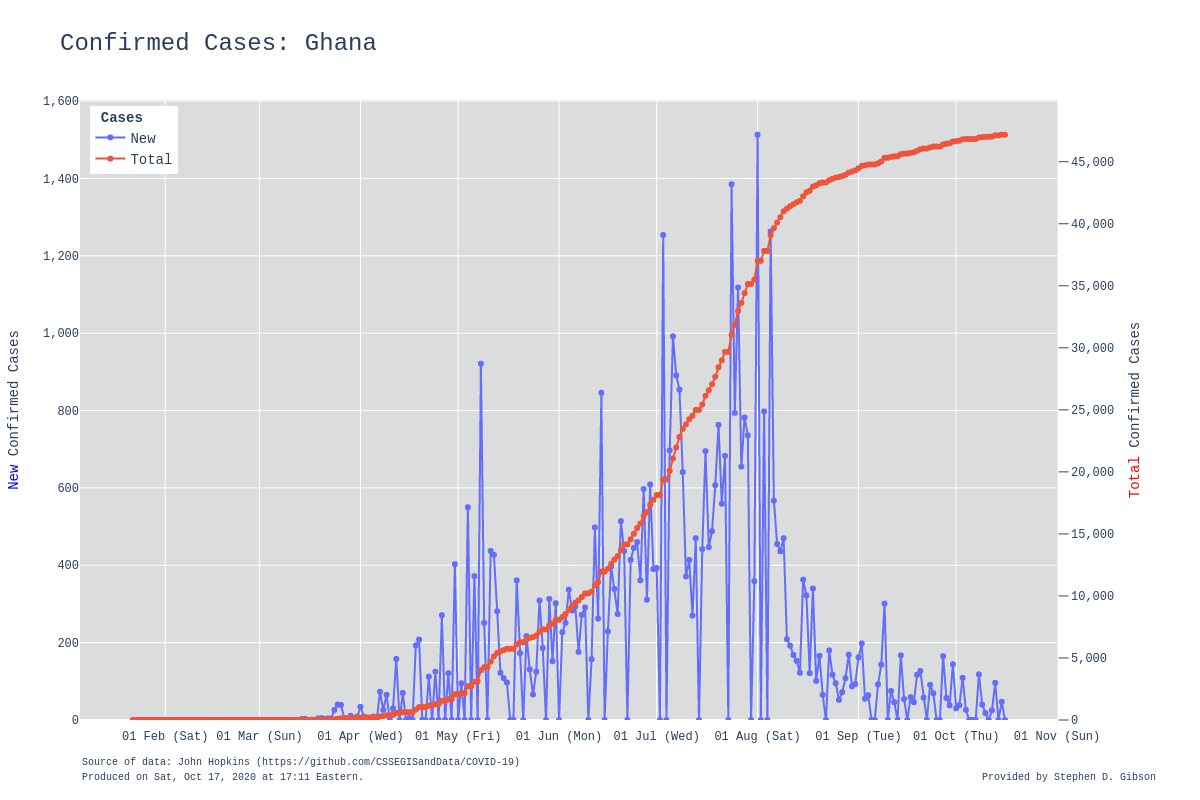 Confirmed Cases: Ghana
Cases
New
Total
1,600
1,400
1,200
1,000
800
600
400
200
0
New Confirmed Cases
45,000
40,000
35,000
30,000
25,000
20,000
15,000
10,000
5,000
0
Total Confirmed Cases
01 Feb (Sat) 01 Mar (Sun) 01 Apr (Wed) 01 May (Fri) 01 Jun (Mon) 01 Jul (Wed) 01 Aug (Sat) 01 Sep (Tue) 01 Oct (Thu) 01 Nov (Sun)
Source of data: John Hopkins (https://github.com/CSSEGISandData/COVID-19)
Produced on Sat, Oct 17, 2020 at 17:11 Eastern.
Provided by Stephen D. Gibson